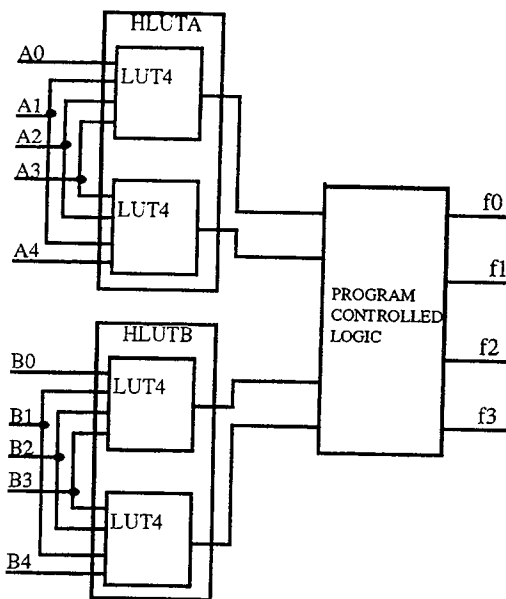 HLUTA
A0
LUT4
A1
A2
A3
LUT4
A4
HLUTB
B0
LUT4
B1
B2
B3
LUT4
B4
PROGRAM
CONTROLLED
LOGIC
f0
f1
f2
f3